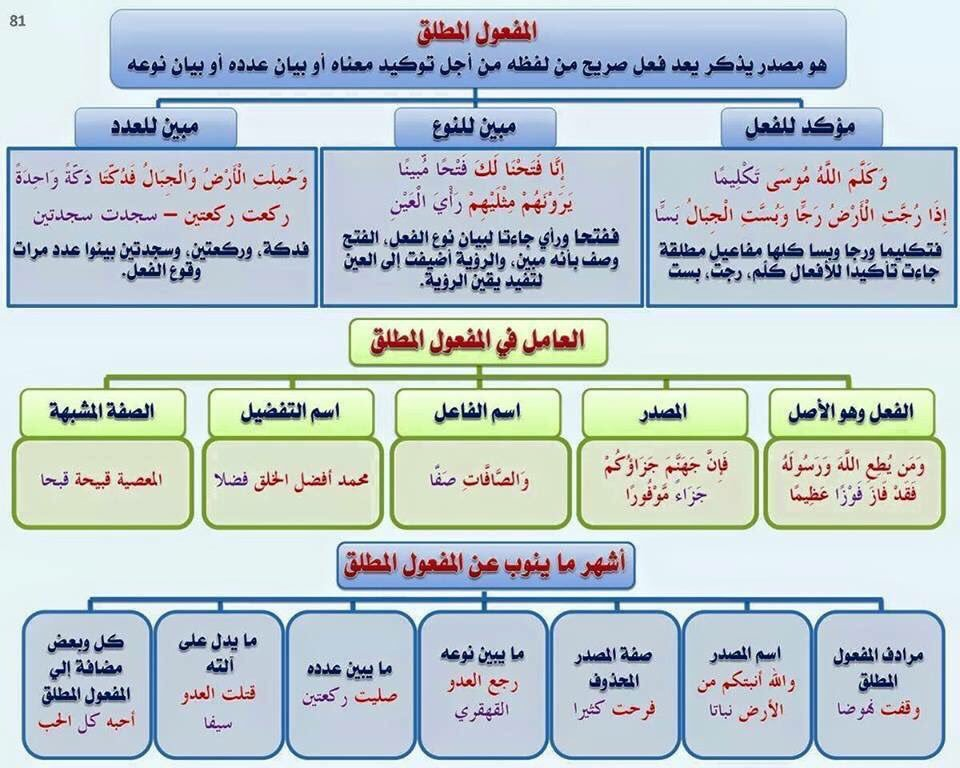 81
المفعول المطلق
هو مصدر يذكر يعد فعل صريح من لفظه من أجل توكيد معناه أو بيان عدده أو بيان نوعه
مؤكد للفعل
وَكَلَّمَ اللَّهُ مُوسَى تَكْلِيمًا
إِذَا رُجَّتِ الْأَرْضُ رَجًّا وَبُسَّتِ الْجِبَالُ بَسًّا
فتكليما ورجا وبسا كلها مفاعيل مطلقة
جاءت تأكيدا للأفعال كلم، رجت، بست
مبين للنوع
إِنَّا فَتَحْنَا لَكَ فَتْحًا مُّبِينًا
يَرَوْنَهُمْ مِثْلَيْهِمْ رَأْيَ الْعَيْنِ
ففتحا ورأي جاءتا لبيان نوع الفعل، الفتح
وصف بأنه مبين، والرؤية أضيفت إلى العين
لتفيد يقين الرؤية.
مبين للعدد
وَحُمِلَتِ الْأَرْضُ وَالْجِبَالُ فَدُكَّتَا دَكَّةً وَاحِدَةً
ركعت ركعتين – سجدت سجدتين
فدكة، وركعتين، وسجدتين بينوا عدد مرات
وقوع الفعل.
العامل في المفعول المطلق
الفعل وهو الأصل
وَمَن يُطِعِ اللَّهَ وَرَسُولَهُ
فَقَدْ فَازَ فَوْزًا عَظِيمًا
المصدر
فَإِنَّ جَهَنَّمَ جَزَاؤُكُمْ
جَزَاءً مَّوْفُورًا
اسم الفاعل
وَالصَّافَّاتِ صَفًّا
اسم التفضيل
محمد أفضل الخلق فضلا
الصفة المشبهة
المعصية قبيحة قبحا
أشهر ما ينوب عن المفعول المطلق
مرادف المفعول
المطلق
وقفت نهوضا
اسم المصدر
والله أنبتكم من
الأرض نباتا
صفة المصدر
المحذوف
فرحت كثيرا
ما يبين نوعه
رجع العدو
القهقري
ما يبين عدده
صليت ركعتين
ما يدل على
آلته
قتلت العدو
سيفا
كل وبعض
مضافة إلي
المفعول المطلق
أحبه كل الحب